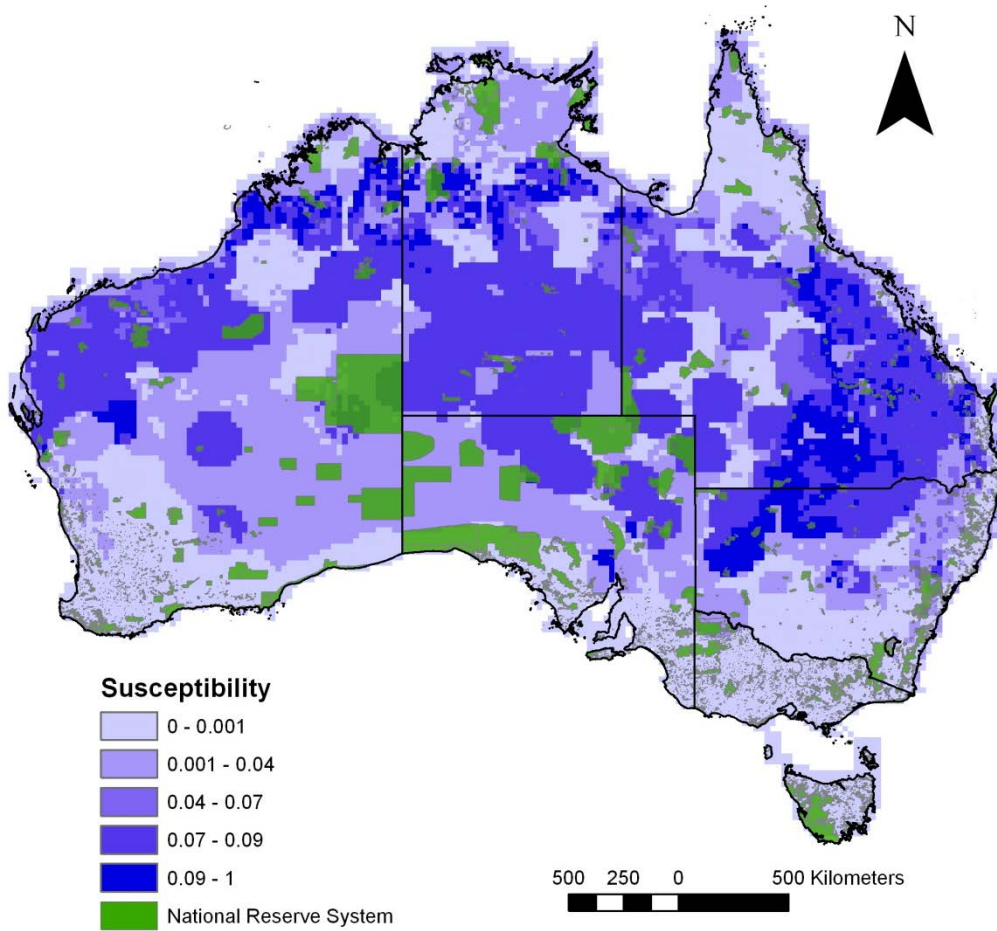 N
Susceptibility
0 - 0.001
0.001 - 0.04
0.04 - 0.07
0.07 - 0.09
0.09 - 1
National Reserve System
500 250 0 500 Kilometers